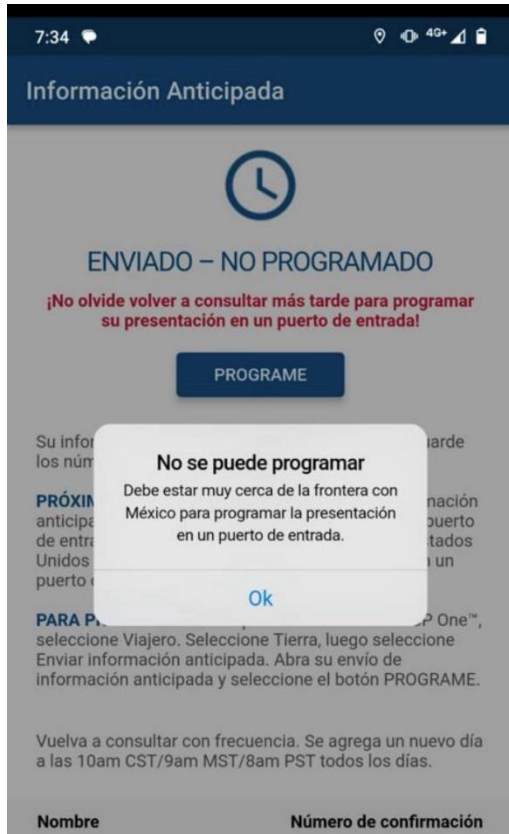 7:34
4G+
Información Anticipada
ENVIADO – NO PROGRAMADO
¡No olvide volver a consultar más tarde para programar
su presentación en un puerto de entrada!
PROGRAME
Su infor
uarde
los núm
No se puede programar
Debe estar muy cerca de la frontera con
México para programar la presentación
en un puerto de entrada.
Ok
PRÓXIM
mación
anticipa
puerto
de entra
stados
Unidos
n un
puerto
PARA P
P One™,
seleccione Viajero. Seleccione Tierra, luego seleccione
Enviar información anticipada. Abra su envío de
información anticipada y seleccione el botón PROGRAME.
Vuelva a consultar con frecuencia. Se agrega un nuevo día
a las 10am CST/9am MST/8am PST todos los días.
Nombre Número de confirmación